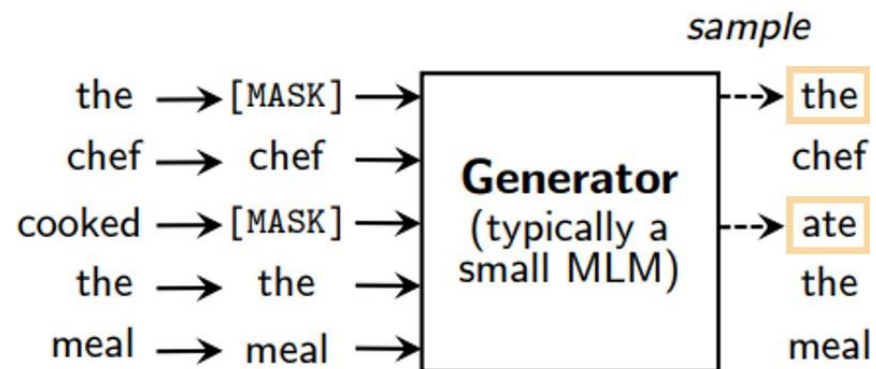 sample
the [MASK] the
chef chef chef
Generator
cooked [MASK] (typically a ate
the the small MLM) the
meal meal meal